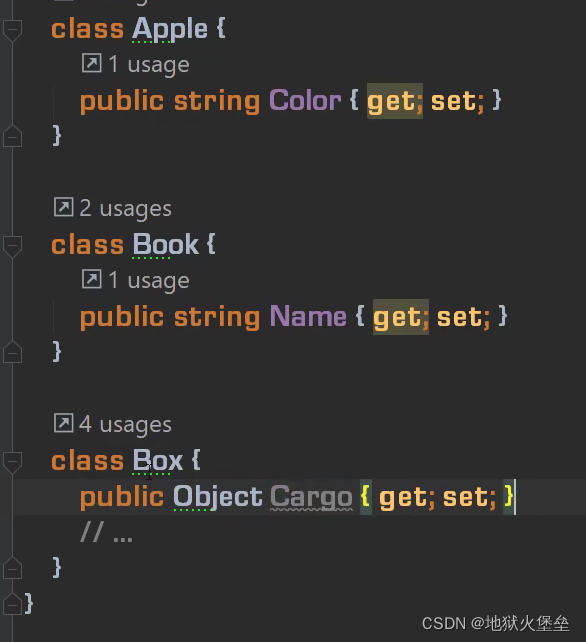 class Apple {
1 usage
public string Color { get; set; }
}
2 usages
class Book {
1 usage
public string Name { get; set; }
}
4 usages
class Box {
public Object Cargo { get; set; }
// ...
}
}
CSDN @地狱火堡垒